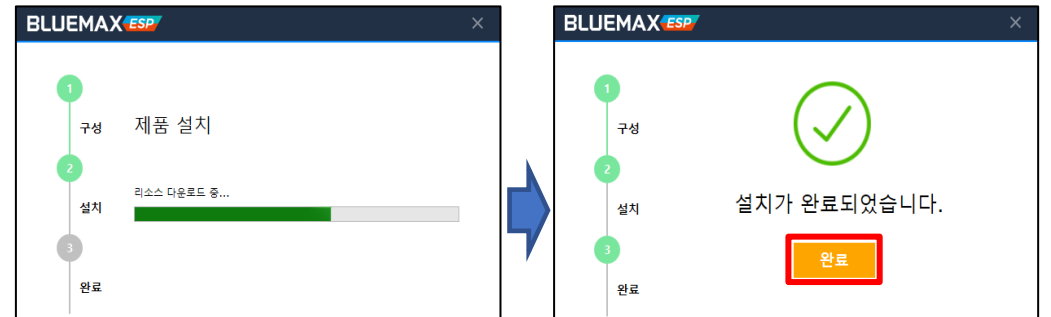 BLUEMAX ESP
1
구성
제품 설치
2
리소스 다운로드 중...
설치
3
완료
BLUEMAX ESP
1
구성
2
설치
설치가 완료되었습니다.
3
완료
완료